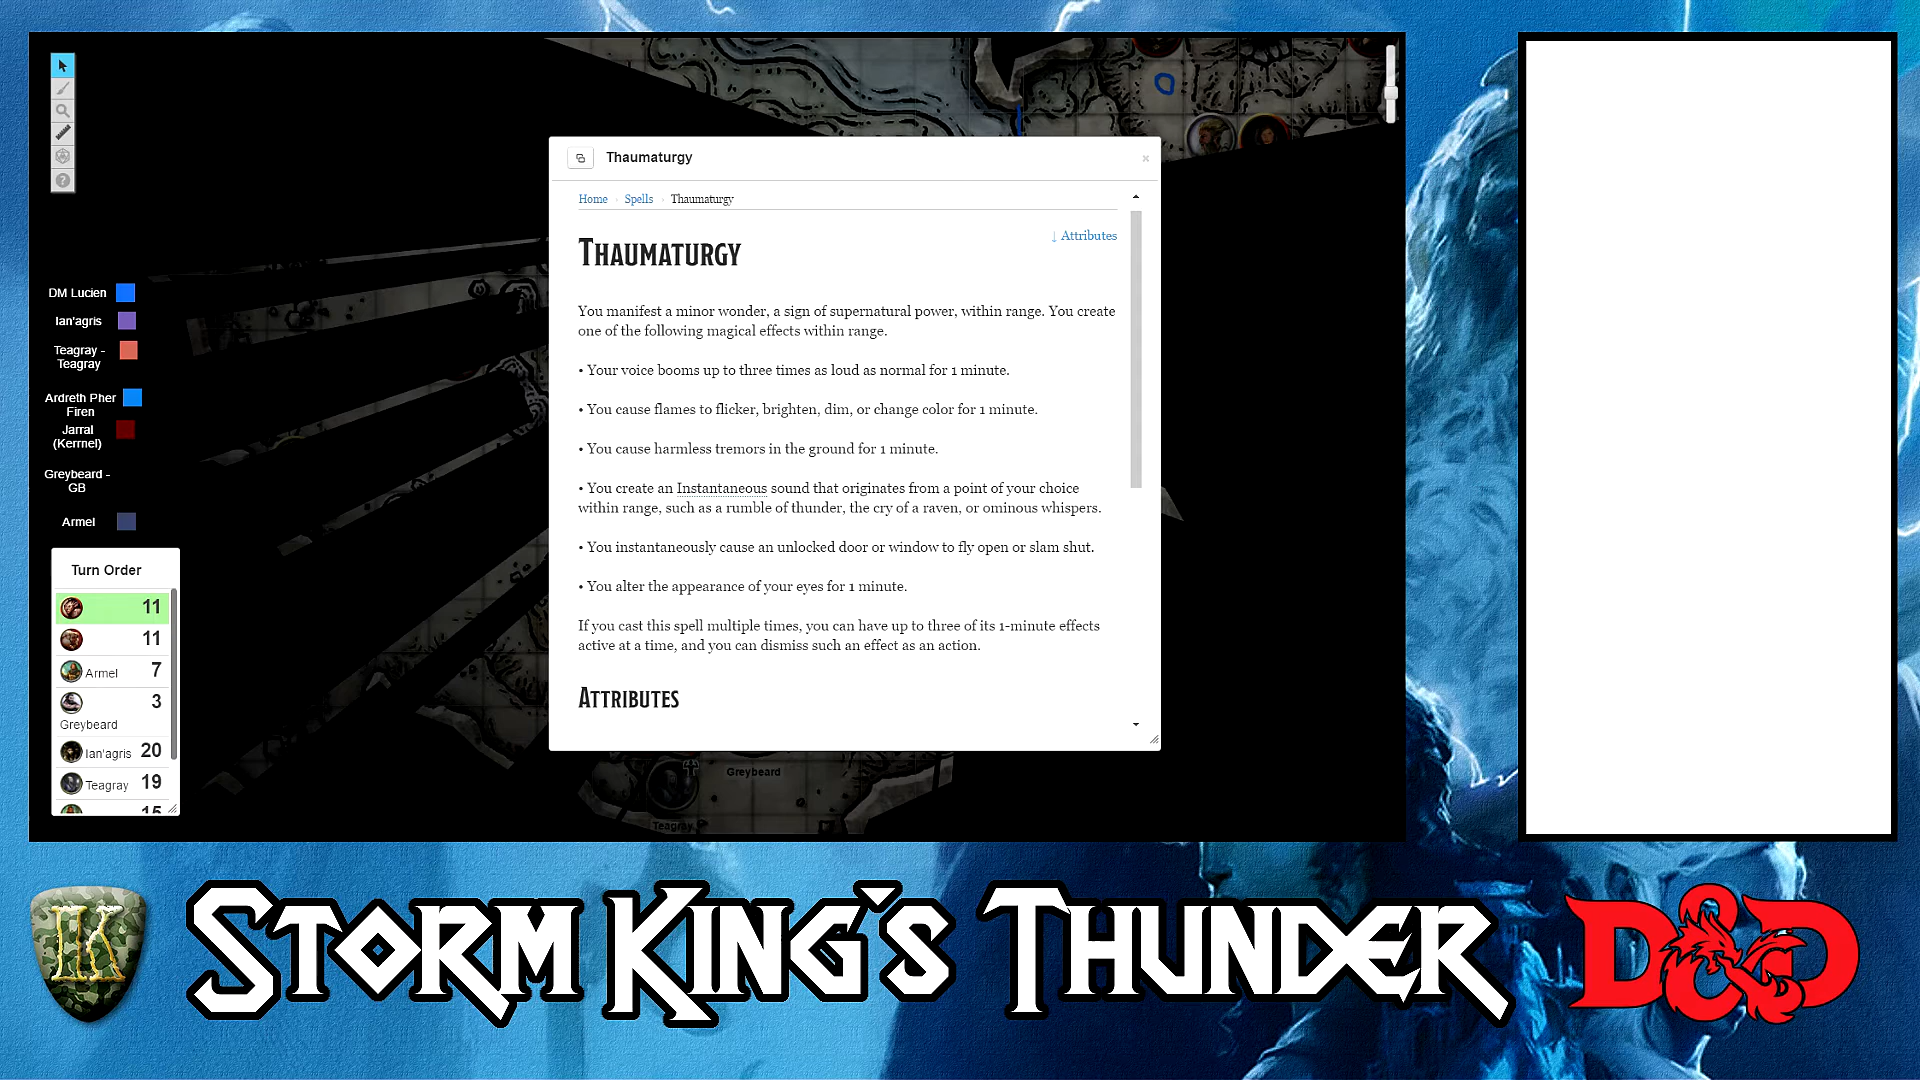 Thaumaturgy
Home
Spells
Thaumaturgy
↓ Attributes
THAUMATURGY
You manifest a minor wonder, a sign of supernatural power, within range. You create
one of the following magical effects within range.
• Your voice booms up to three times as loud as normal for 1 minute.
• You cause flames to flicker, brighten, dim, or change color for 1 minute.
• You cause harmless tremors in the ground for 1 minute.
• You create an Instantaneous sound that originates from a point of your choice
within range, such as a rumble of thunder, the cry of a raven, or ominous whispers.
• You instantaneously cause an unlocked door or window to fly open or slam shut.
• You alter the appearance of your eyes for 1 minute.
If you cast this spell multiple times, you can have up to three of its 1-minute effects
active at a time, and you can dismiss such an effect as an action.
ATTRIBUTES
DM Lucien
Ian'agris
Teagray -
Teagray
Ardreth Pher
Firen
Jarral
(Kerrnel)
Greybeard -
GB
Armel
Turn Order
11
11
Armel 7
3
Greybeard
Ian'agris 20
Teagray 19
15
Greybeard
Teagray
IK
STORM KING'S THUNDER
D&D